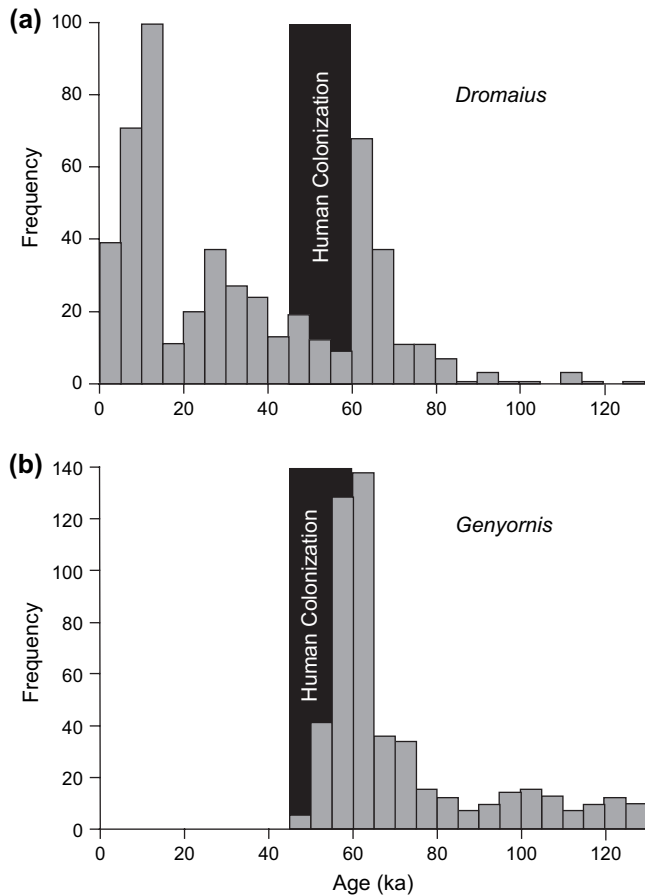 (a)
100
80
60
40
20
0
Frequency
Human Colonization
Dromaius
0 20 40 60 80 100 120
(b)
140
120
100
80
60
40
20
0
Frequency
Human Colonization
Genyornis
0 20 40 60 80 100 120
Age (ka)